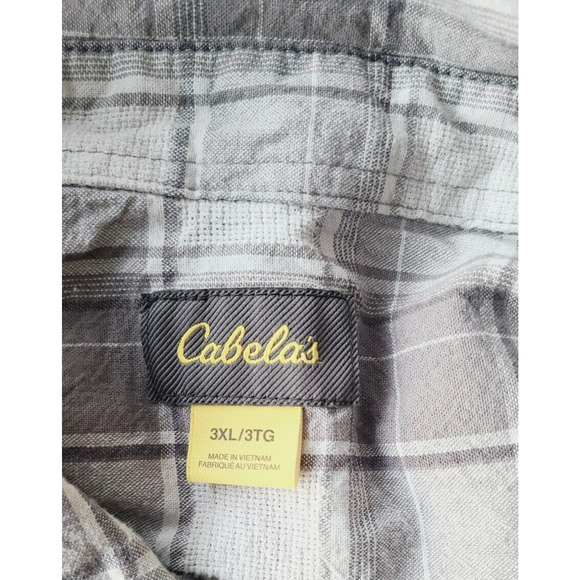 Cabela's
3XL/3TG
MADE IN VIETNAM
FABRIQUÉ AU VIETNAM